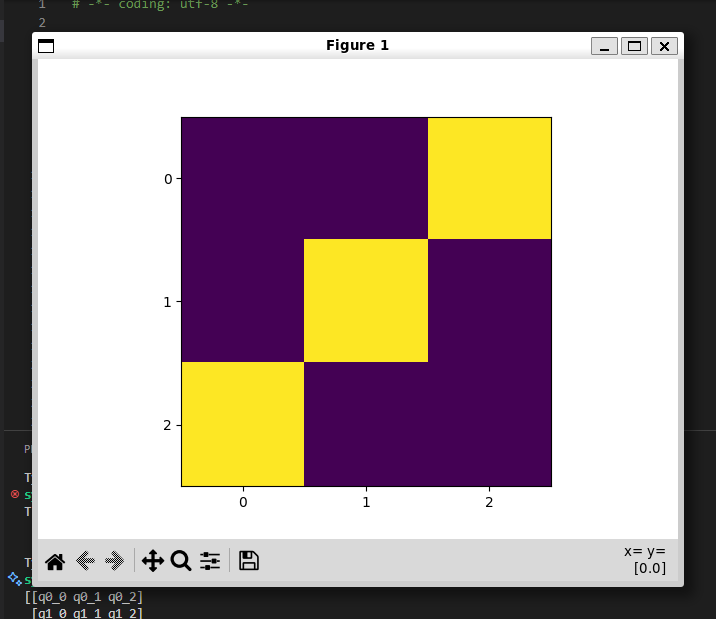 1 # -*- coding: utf-8 -*-
2
Figure 1
0
1
2
0 1 2
x= y=
[0.0]
[[q0_0 q0_1 q0_2]
[q1_0 q1_1 q1_2]